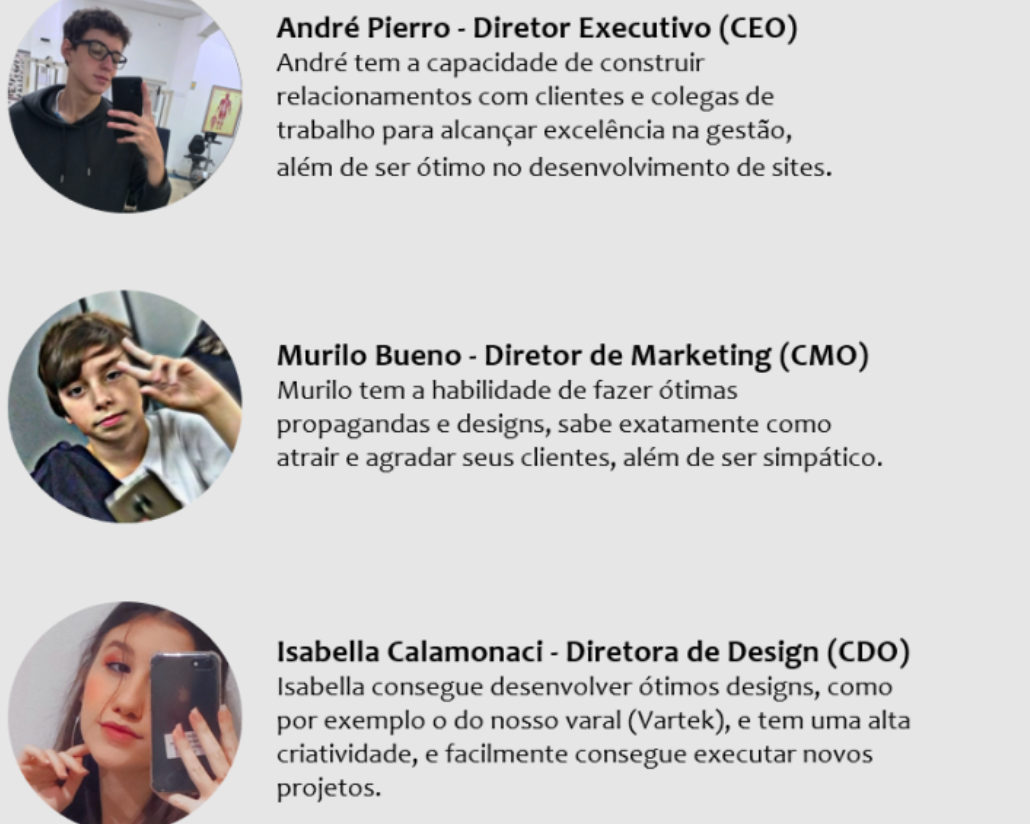 André Pierro - Diretor Executivo (CEO)
André tem a capacidade de construir
relacionamentos com clientes e colegas de
trabalho para alcançar excelência na gestão,
além de ser ótimo no desenvolvimento de sites.
Murilo Bueno - Diretor de Marketing (CMO)
Murilo tem a habilidade de fazer ótimas
propagandas e designs, sabe exatamente como
atrair e agradar seus clientes, além de ser simpático.
Isabella Calamonaci - Diretora de Design (CDO)
Isabella consegue desenvolver ótimos designs, como
por exemplo o do nosso varal (Vartek), e tem uma alta
criatividade, e facilmente consegue executar novos
projetos.